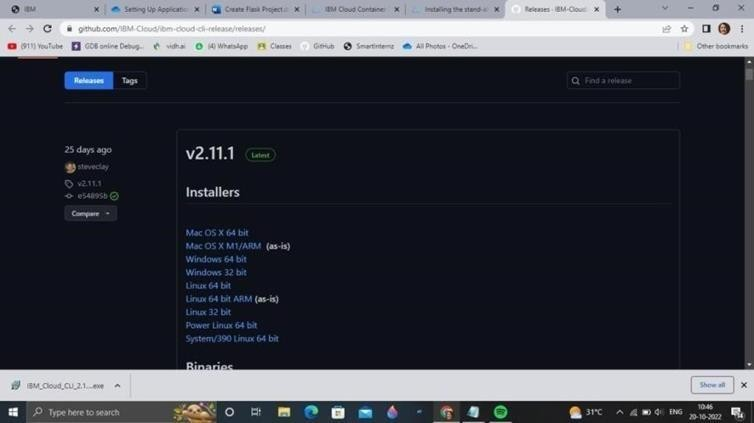 IBM
Setting Up Applicatio
Create Flask Project.d
IBM Cloud Container
Installing the stand-al
Releases · IBM-Cloud/
github.com/IBM-Cloud/ibm-cloud-cli-release/releases/
(911) YouTube
GDB online Debug...
vidh.ai
(4) WhatsApp
Classes
GitHub
SmartInternz
All Photos - OneDri...
Other bookmarks
Releases
Tags
Find a release
25 days ago
steveclay
v2.11.1
e54895b
Compare
v2.11.1
Latest
Installers
Mac OS X 64 bit
Mac OS X M1/ARM (as-is)
Windows 64 bit
Windows 32 bit
Linux 64 bit
Linux 64 bit ARM (as-is)
Linux 32 bit
Power Linux 64 bit
System/390 Linux 64 bit
Binaries
IBM_Cloud_CLI_2.1....exe
Show all
Type here to search
31°C
ENG
10:46
20-10-2022